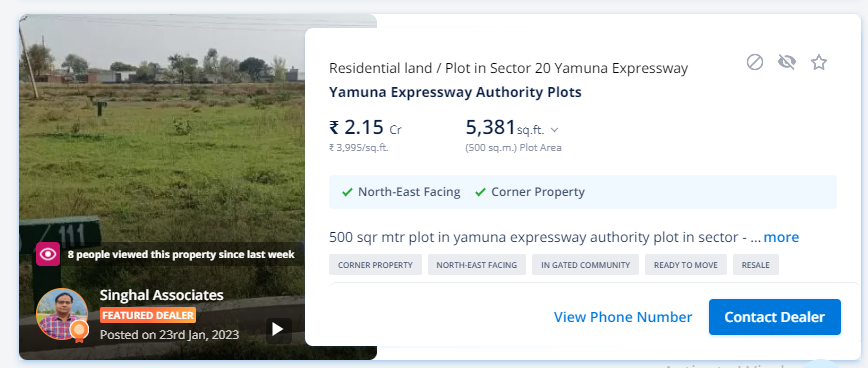 Residential land / Plot in Sector 20 Yamuna Expressway
Yamuna Expressway Authority Plots
₹ 2.15 Cr
5,381 sq.ft.
₹ 3,995/sq.ft.
(500 sq.m.) Plot Area
North-East Facing
Corner Property
500 sqr mtr plot in yamuna expressway authority plot in sector - ... more
CORNER PROPERTY
NORTH-EAST FACING
IN GATED COMMUNITY
READY TO MOVE
RESALE
View Phone Number
Contact Dealer
111
8 people viewed this property since last week
Singhal Associates
FEATURED DEALER
Posted on 23rd Jan, 2023